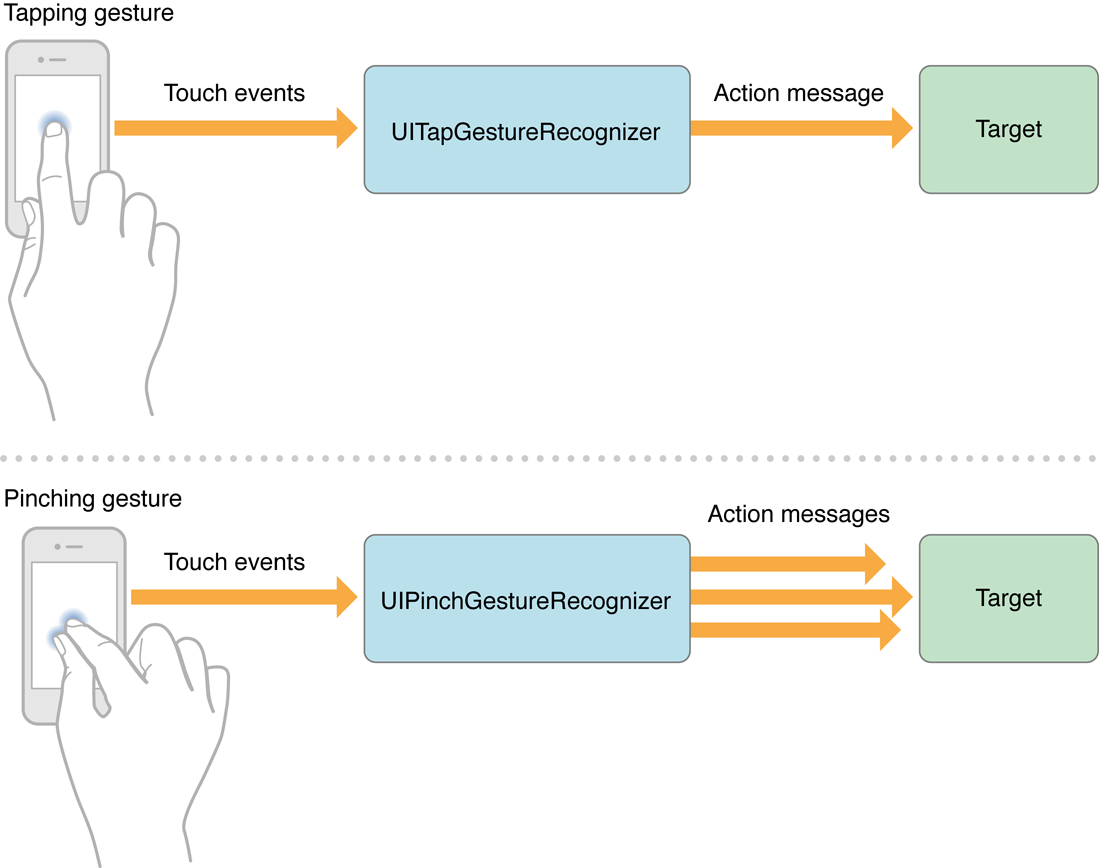 Tapping gesture
Touch events
UITapGestureRecognizer
Action message
Target
Pinching gesture
Touch events
UIPinchGestureRecognizer
Action messages
Target